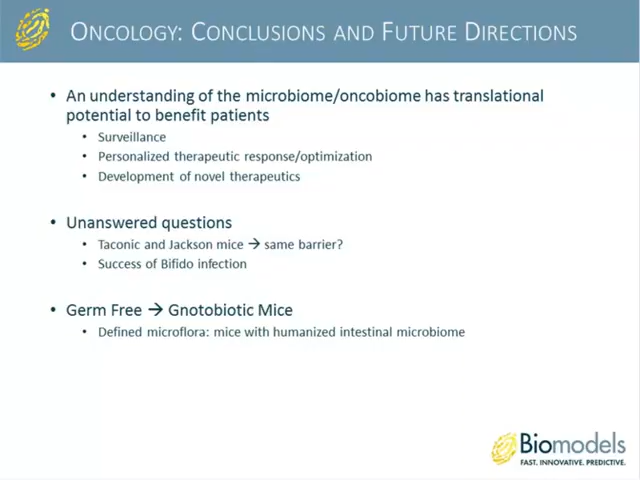 ONCOLOGY: CONCLUSIONS AND FUTURE DIRECTIONS
• An understanding of the microbiome/oncobiome has translational
potential to benefit patients
• Surveillance
• Personalized therapeutic response/optimization
• Development of novel therapeutics
• Unanswered questions
• Taconic and Jackson mice → same barrier?
• Success of Bifido infection
• Germ Free → Gnotobiotic Mice
• Defined microflora: mice with humanized intestinal microbiome
Biomodels
FAST. INNOVATIVE. PREDICTIVE.